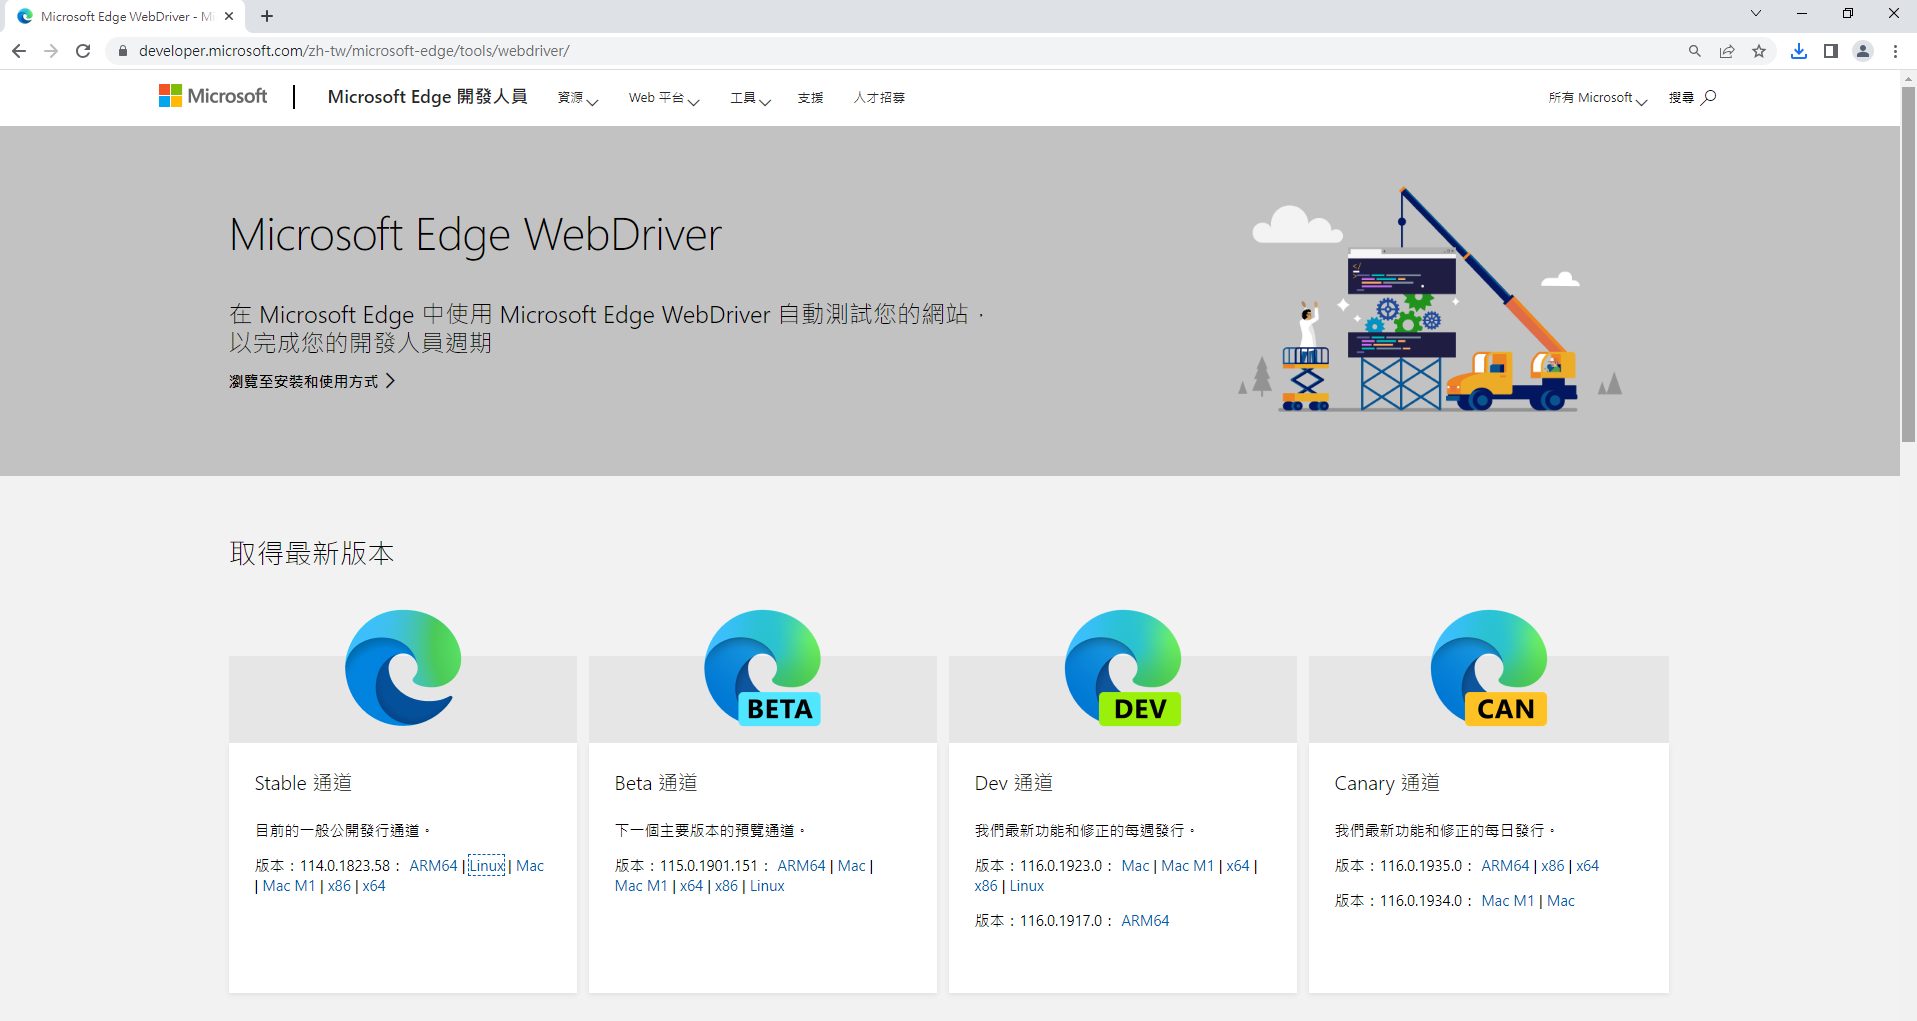 Microsoft Edge WebDriver - Mi
developer.microsoft.com/zh-tw/microsoft-edge/tools/webdriver/
Microsoft
Microsoft Edge 開發人員
資源
Web 平台
工具
支援
人才招募
所有 Microsoft
搜尋
Microsoft Edge WebDriver
在 Microsoft Edge 中使用 Microsoft Edge WebDriver 自動測試您的網站，
以完成您的開發人員週期
瀏覽至安裝和使用方式
取得最新版本
Stable 通道
目前的一般公開發行通道。
版本：114.0.1823.58： ARM64 | Linux | Mac
| Mac M1 | x86 | x64
BETA
Beta 通道
下一個主要版本的預覽通道。
版本：115.0.1901.151： ARM64 | Mac |
Mac M1 | x64 | x86 | Linux
DEV
Dev 通道
我們最新功能和修正的每週發行。
版本：116.0.1923.0： Mac | Mac M1 | x64 |
x86 | Linux
版本：116.0.1917.0： ARM64
CAN
Canary 通道
我們最新功能和修正的每日發行。
版本：116.0.1935.0： ARM64 | x86 | x64
版本：116.0.1934.0： Mac M1 | Mac